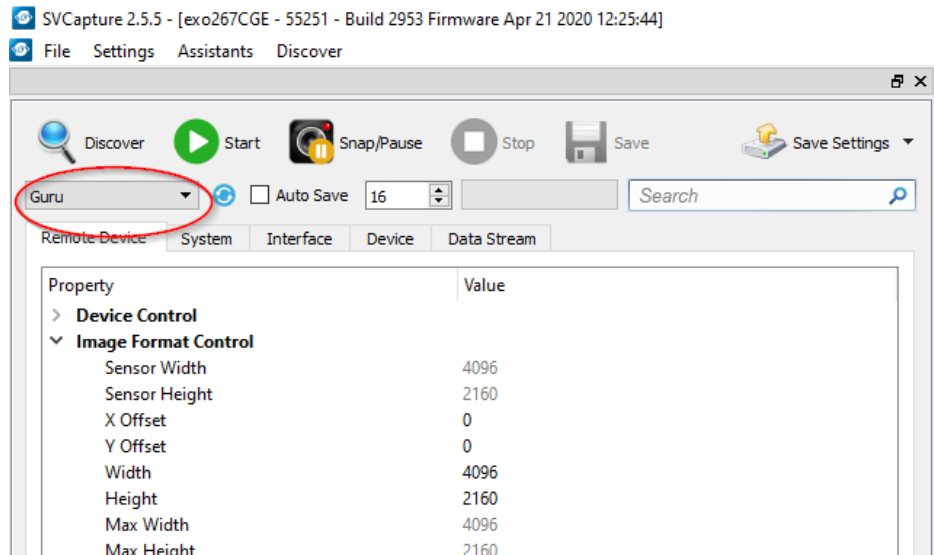 SVCapture 2.5.5 - [exo267CGE - 55251 - Build 2953 Firmware Apr 21 2020 12:25:44]
File Settings Assistants Discover
Discover Start Snap/Pause Stop Save Save Settings
Guru Auto Save 16 Search
Remote Device System Interface Device Data Stream
Property Value
Device Control
Image Format Control
Sensor Width 4096
Sensor Height 2160
X Offset 0
Y Offset 0
Width 4096
Height 2160
Max Width 4096
Max Height 2160